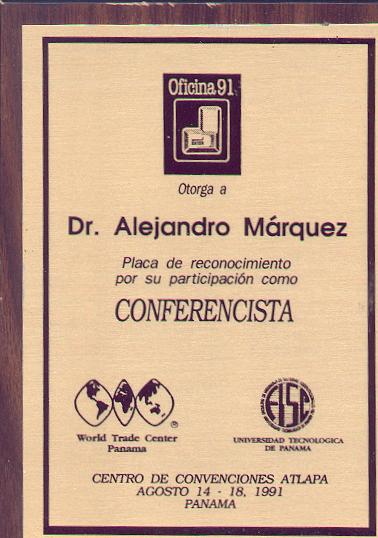 Oficina 91
Otorga a
Dr. Alejandro Márquez
Placa de reconocimiento
por su participación como
CONFERENCISTA
World Trade Center
Panama
FISC
UNIVERSIDAD TECNOLOGICA
DE PANAMA
CENTRO DE CONVENCIONES ATLAPA
AGOSTO 14 - 18, 1991
PANAMA